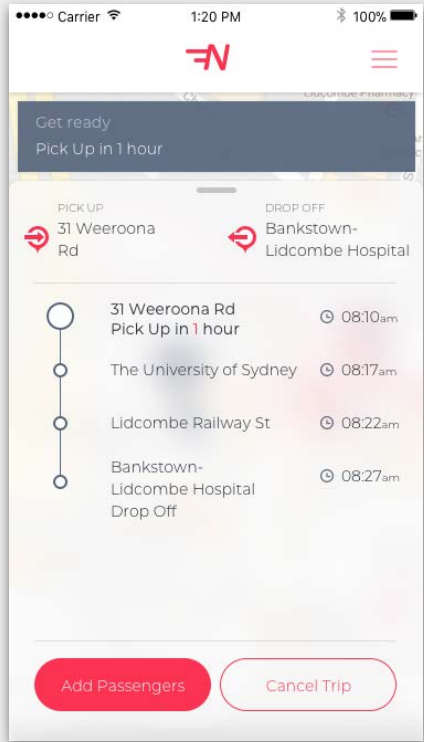 Carrier 1:20 PM 100%
N
Lidcombe Pharmacy
Get ready
Pick Up in 1 hour
PICK UP
31 Weeroona
Rd
DROP OFF
Bankstown-
Lidcombe Hospital
31 Weeroona Rd
Pick Up in 1 hour
08:10am
The University of Sydney 08:17am
Lidcombe Railway St 08:22am
Bankstown-
Lidcombe Hospital
Drop Off
08:27am
Add Passengers Cancel Trip